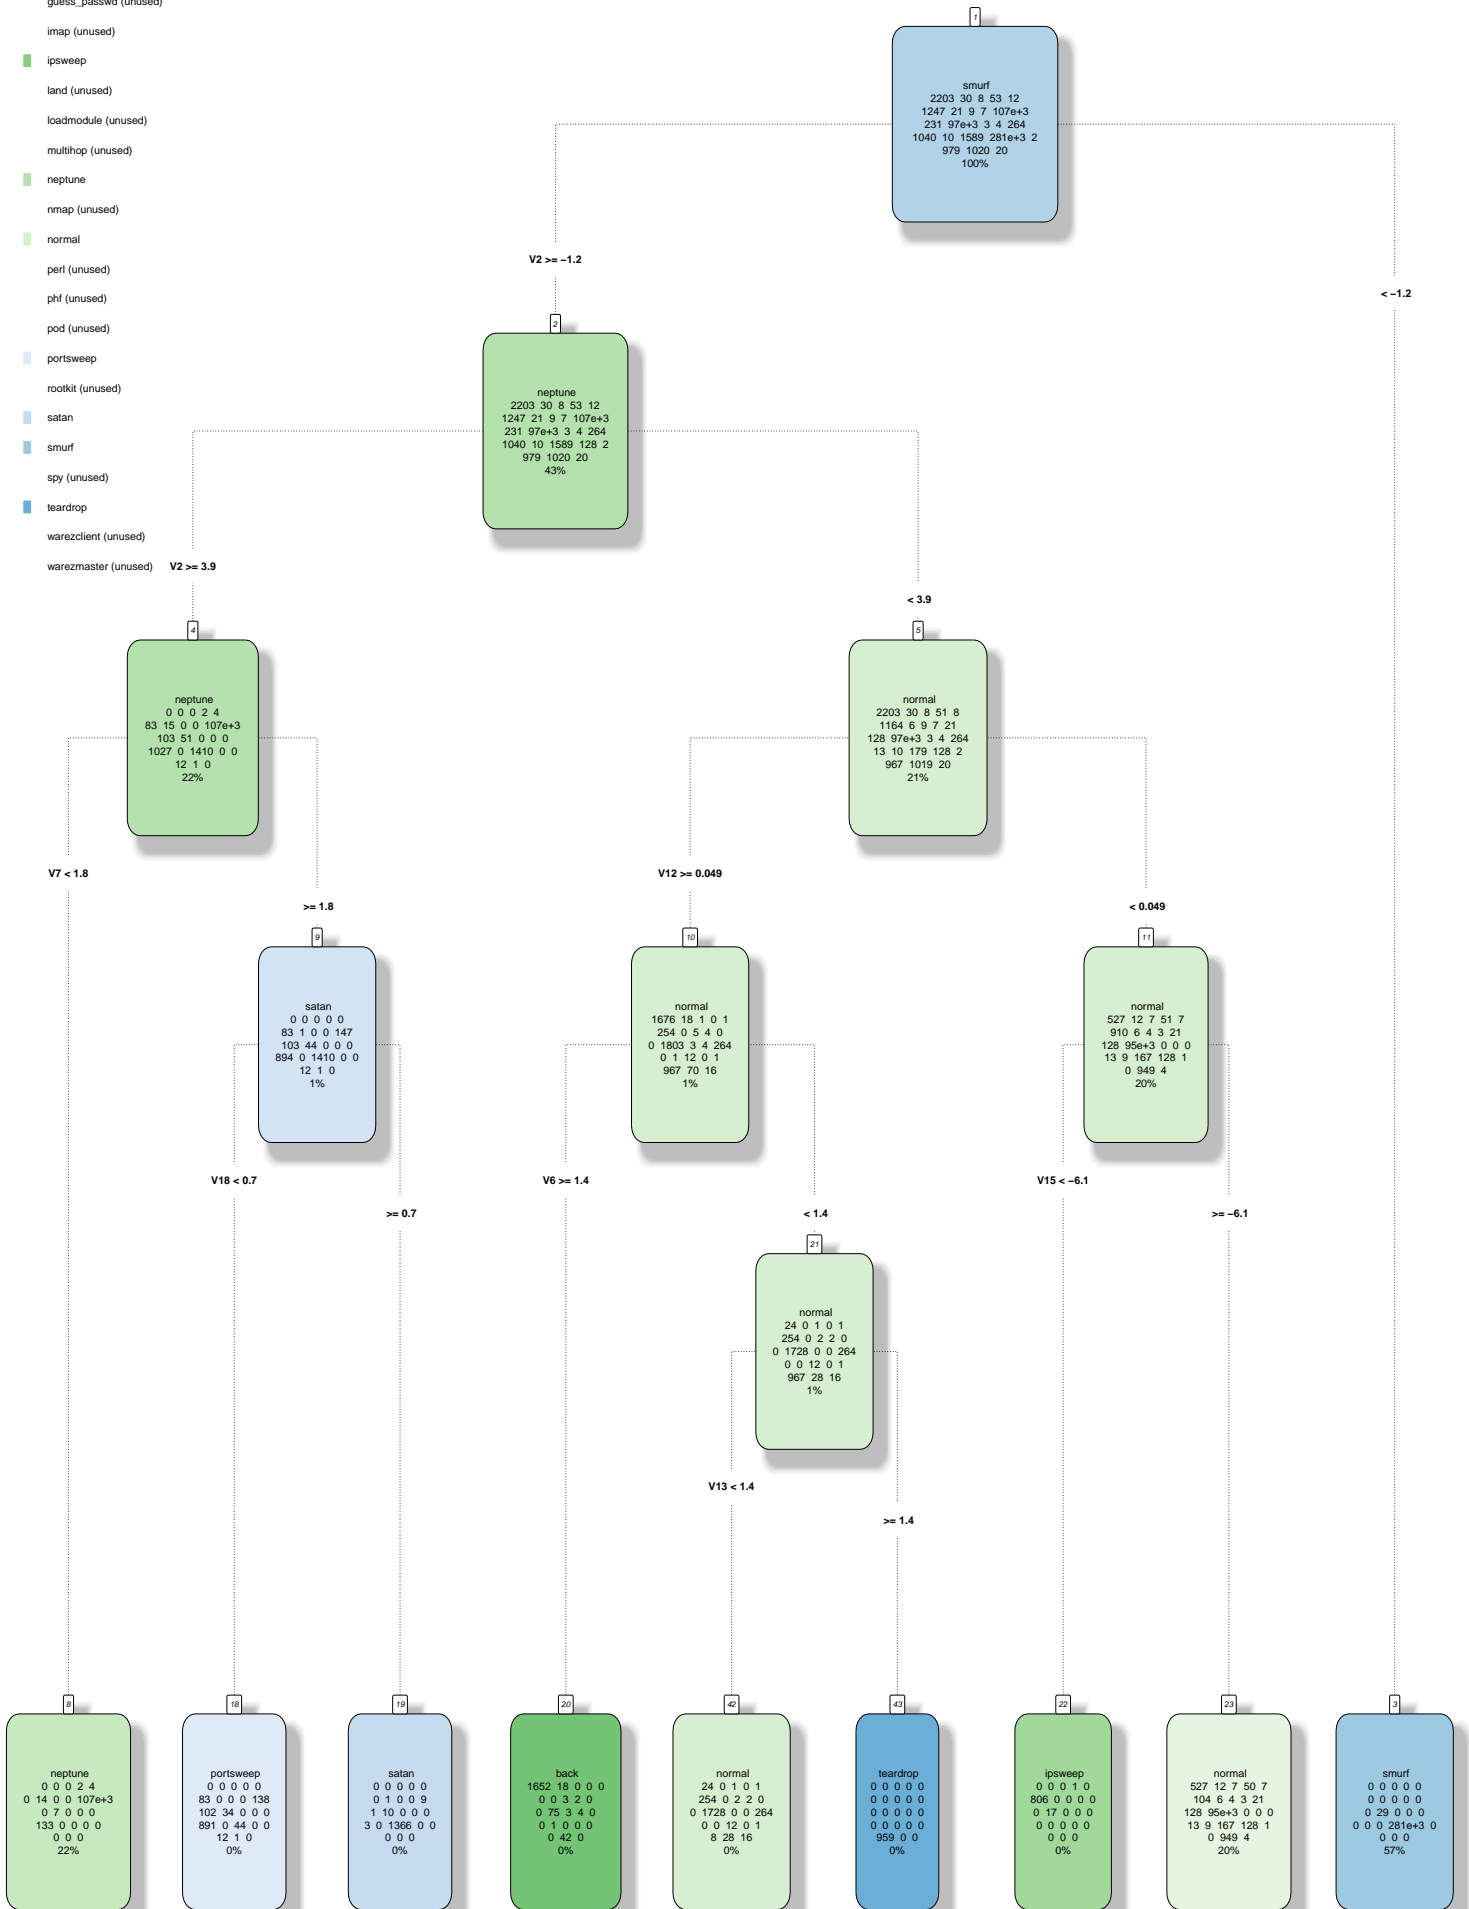 guess_passwd (unused)
imap (unused)
ipsweep
land (unused)
loadmodule (unused)
multihop (unused)
neptune
nmap (unused)
normal
perl (unused)
phf (unused)
pod (unused)
portsweep
rootkit (unused)
satan
smurf
spy (unused)
teardrop
warezclient (unused)
warezmaster (unused)
1
smurf
2203 30 8 53 12
1247 21 9 7 107e+3
231 97e+3 3 4 264
1040 10 1589 281e+3 2
979 1020 20
100%
V2 >= −1.2
< −1.2
2
neptune
2203 30 8 53 12
1247 21 9 7 107e+3
231 97e+3 3 4 264
1040 10 1589 128 2
979 1020 20
43%
V2 >= 3.9
< 3.9
4
neptune
0 0 0 2 4
83 15 0 0 107e+3
103 51 0 0 0
1027 0 1410 0 0
12 1 0
22%
5
normal
2203 30 8 51 8
1164 6 9 7 21
128 97e+3 3 4 264
13 10 179 128 2
967 1019 20
21%
V7 < 1.8
>= 1.8
V12 >= 0.049
< 0.049
9
satan
0 0 0 0 0
83 1 0 0 147
103 44 0 0 0
894 0 1410 0 0
12 1 0
1%
10
normal
1676 18 1 0 1
254 0 5 4 0
0 1803 3 4 264
0 1 12 0 1
967 70 16
1%
11
normal
527 12 7 51 7
910 6 4 3 21
128 95e+3 0 0 0
13 9 167 128 1
0 949 4
20%
V18 < 0.7
>= 0.7
V6 >= 1.4
< 1.4
V15 < −6.1
>= −6.1
21
normal
24 0 1 0 1
254 0 2 2 0
0 1728 0 0 264
0 0 12 0 1
967 28 16
1%
V13 < 1.4
>= 1.4
8
neptune
0 0 0 2 4
0 14 0 0 107e+3
0 7 0 0 0
133 0 0 0 0
0 0 0
22%
18
portsweep
0 0 0 0 0
83 0 0 0 138
102 34 0 0 0
891 0 44 0 0
12 1 0
0%
19
satan
0 0 0 0 0
0 1 0 0 9
1 10 0 0 0
3 0 1366 0 0
0 0 0
0%
20
back
1652 18 0 0 0
0 0 3 2 0
0 75 3 4 0
0 1 0 0 0
0 42 0
0%
42
normal
24 0 1 0 1
254 0 2 2 0
0 1728 0 0 264
0 0 12 0 1
8 28 16
0%
43
teardrop
0 0 0 0 0
0 0 0 0 0
0 0 0 0 0
0 0 0 0 0
959 0 0
0%
22
ipsweep
0 0 0 1 0
806 0 0 0 0
0 17 0 0 0
0 0 0 0 0
0 0 0
0%
23
normal
527 12 7 50 7
104 6 4 3 21
128 95e+3 0 0 0
13 9 167 128 1
0 949 4
20%
3
smurf
0 0 0 0 0
0 0 0 0 0
0 29 0 0 0
0 0 0 281e+3 0
0 0 0
57%